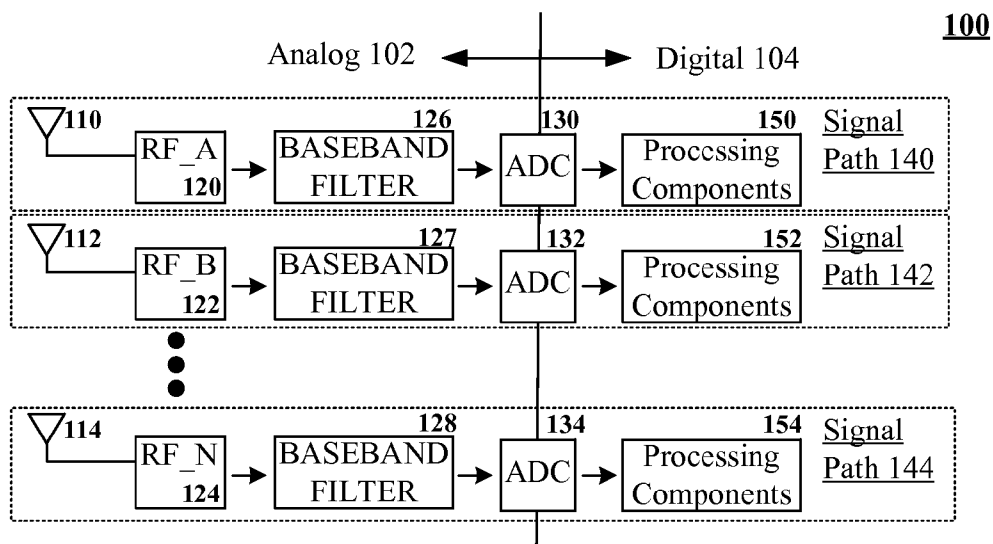 100
Analog 102
Digital 104
110
126
130
150
Signal
Path 140
RF_A
120
BASEBAND
FILTER
ADC
Processing
Components
112
127
132
152
Signal
Path 142
RF_B
122
BASEBAND
FILTER
ADC
Processing
Components
114
128
134
154
Signal
Path 144
RF_N
124
BASEBAND
FILTER
ADC
Processing
Components